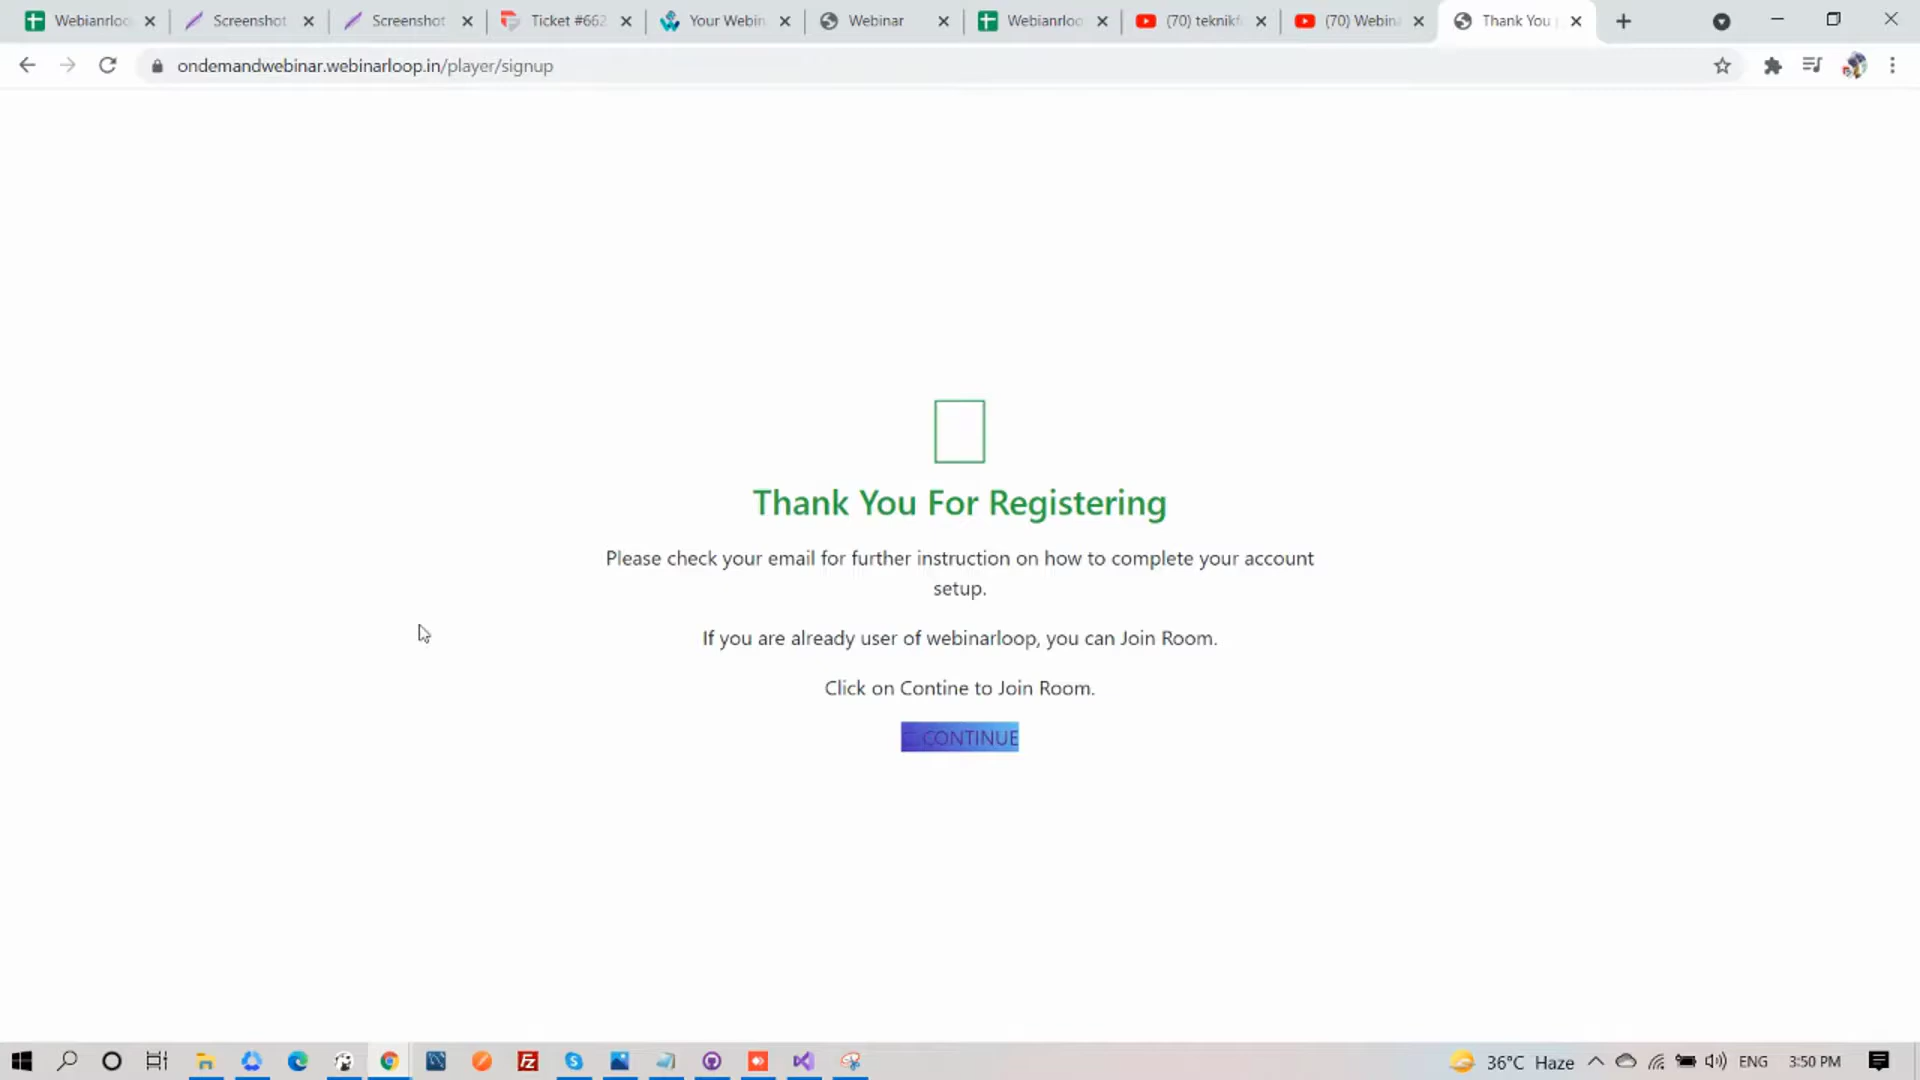 Webianrloo
Screenshot
Screenshot
Ticket #662
Your Webin
Webinar
Webianrloo
(70) teknikf
(70) Webina
Thank You
ondemandwebinar.webinarloop.in/player/signup
Thank You For Registering
Please check your email for further instruction on how to complete your account
setup.
If you are already user of webinarloop, you can Join Room.
Click on Contine to Join Room.
CONTINUE
36°C Haze
ENG
3:50 PM